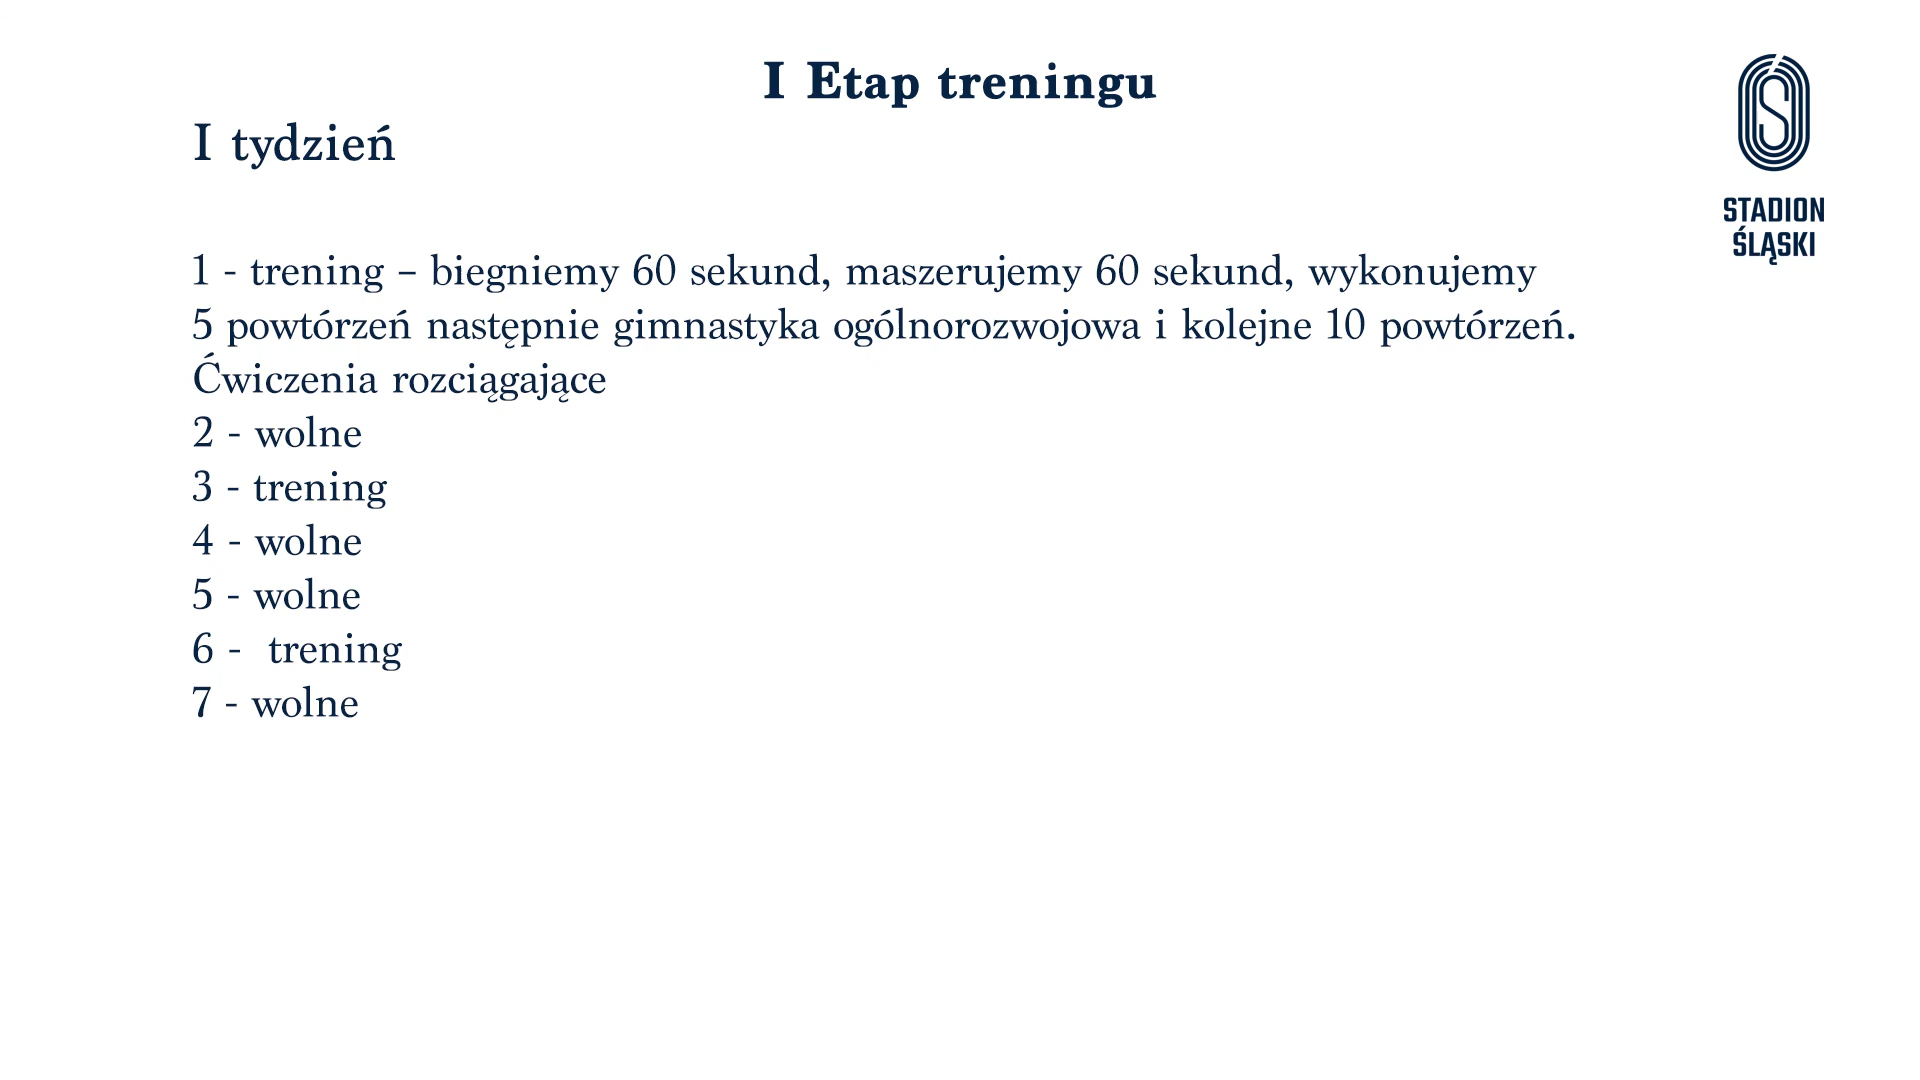 I Etap treningu
I tydzień
STADION
ŚLĄSKI
1 - trening – biegniemy 60 sekund, maszerujemy 60 sekund, wykonujemy
5 powtórzeń następnie gimnastyka ogólnorozwojowa i kolejne 10 powtórzeń.
Ćwiczenia rozciągające
2 - wolne
3 - trening
4 - wolne
5 - wolne
6 -  trening
7 - wolne